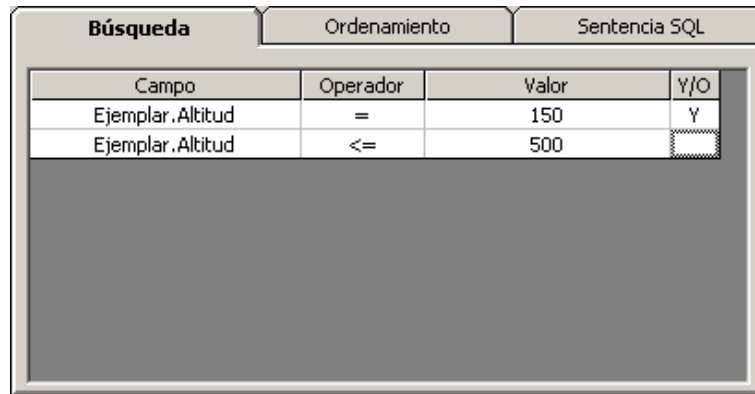 Búsqueda Ordenamiento Sentencia SQL
Campo Operador Valor Y/O
Ejemplar.Altitud = 150 Y
Ejemplar.Altitud <= 500